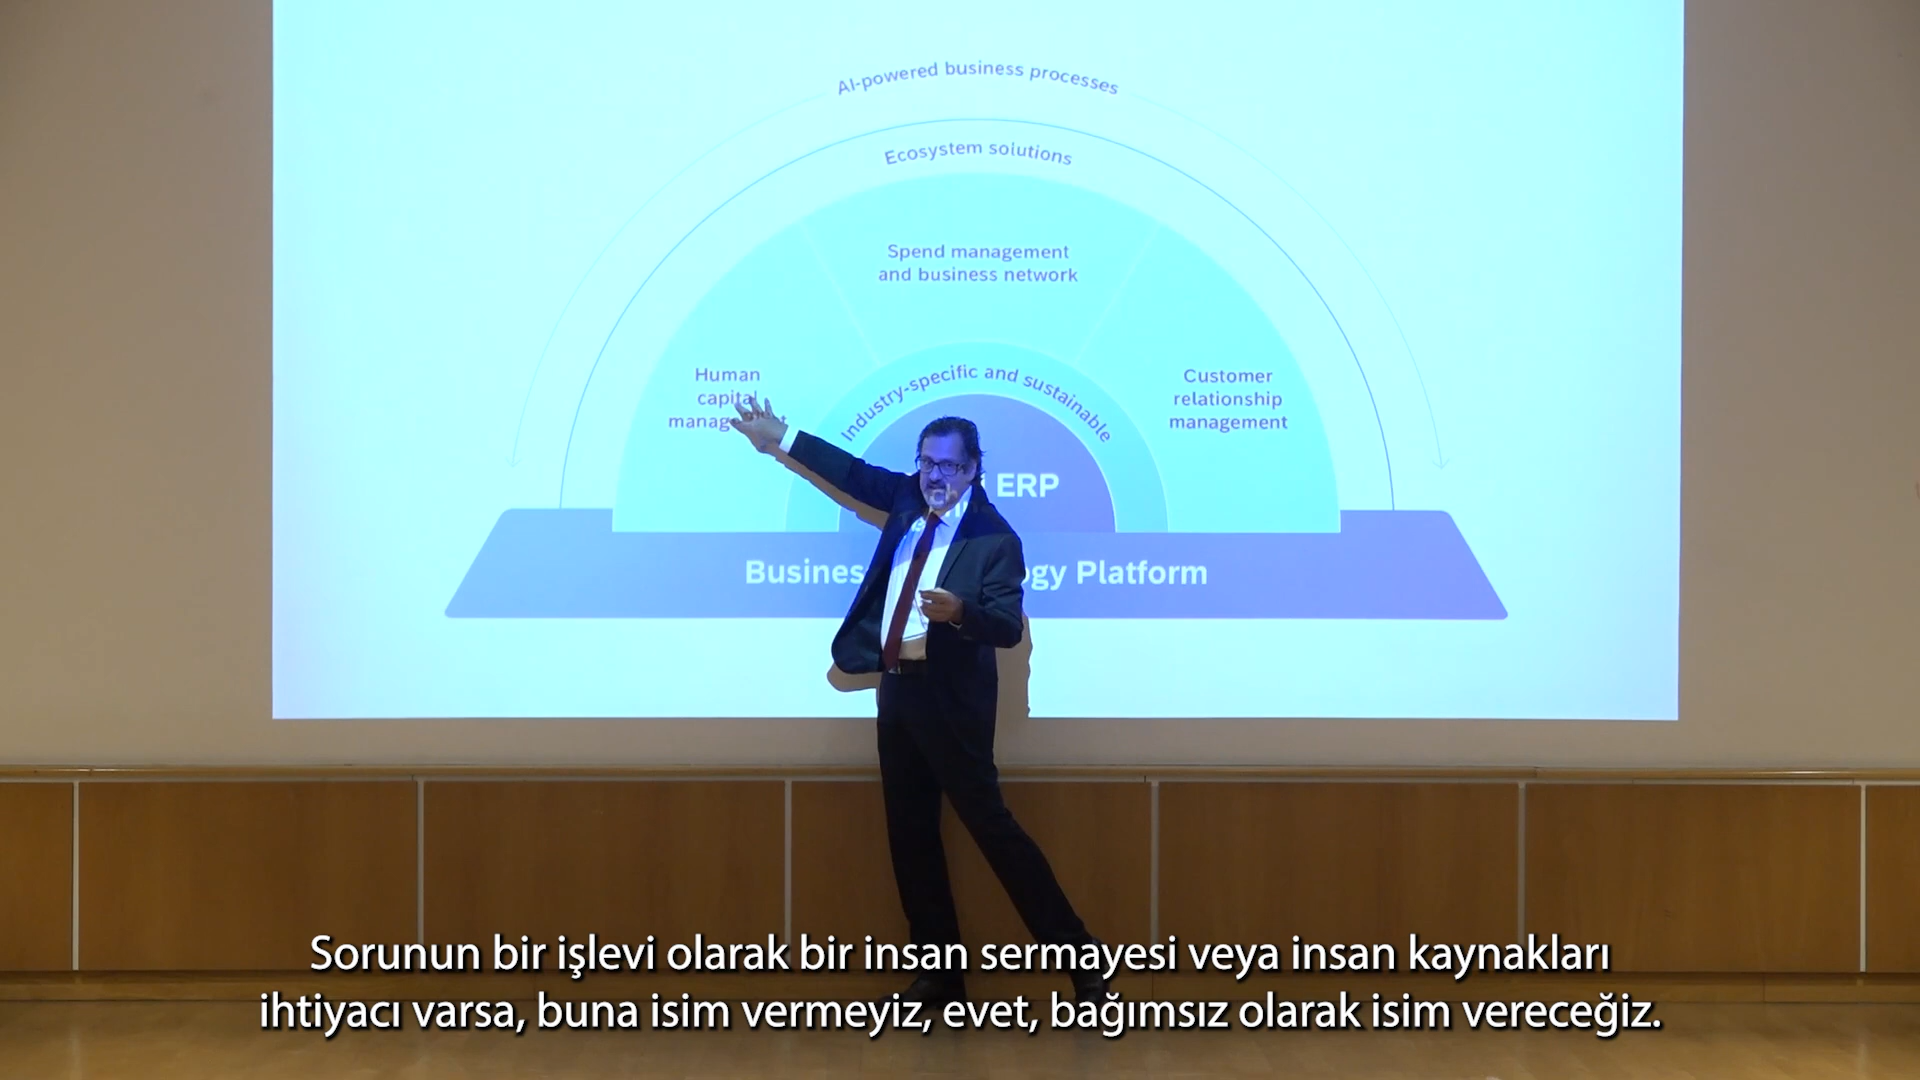 AI-powered business processes
Ecosystem solutions
Spend management
and business network
Human
capital
Customer
relationship
management
Industry-specific and sustainable
ERP
Platform
Sorunun bir işlevi olarak bir insan sermayesi veya insan kaynakları
ihtiyacı varsa, buna isim vermeyiz, evet, bağımsız olarak isim vereceğiz.